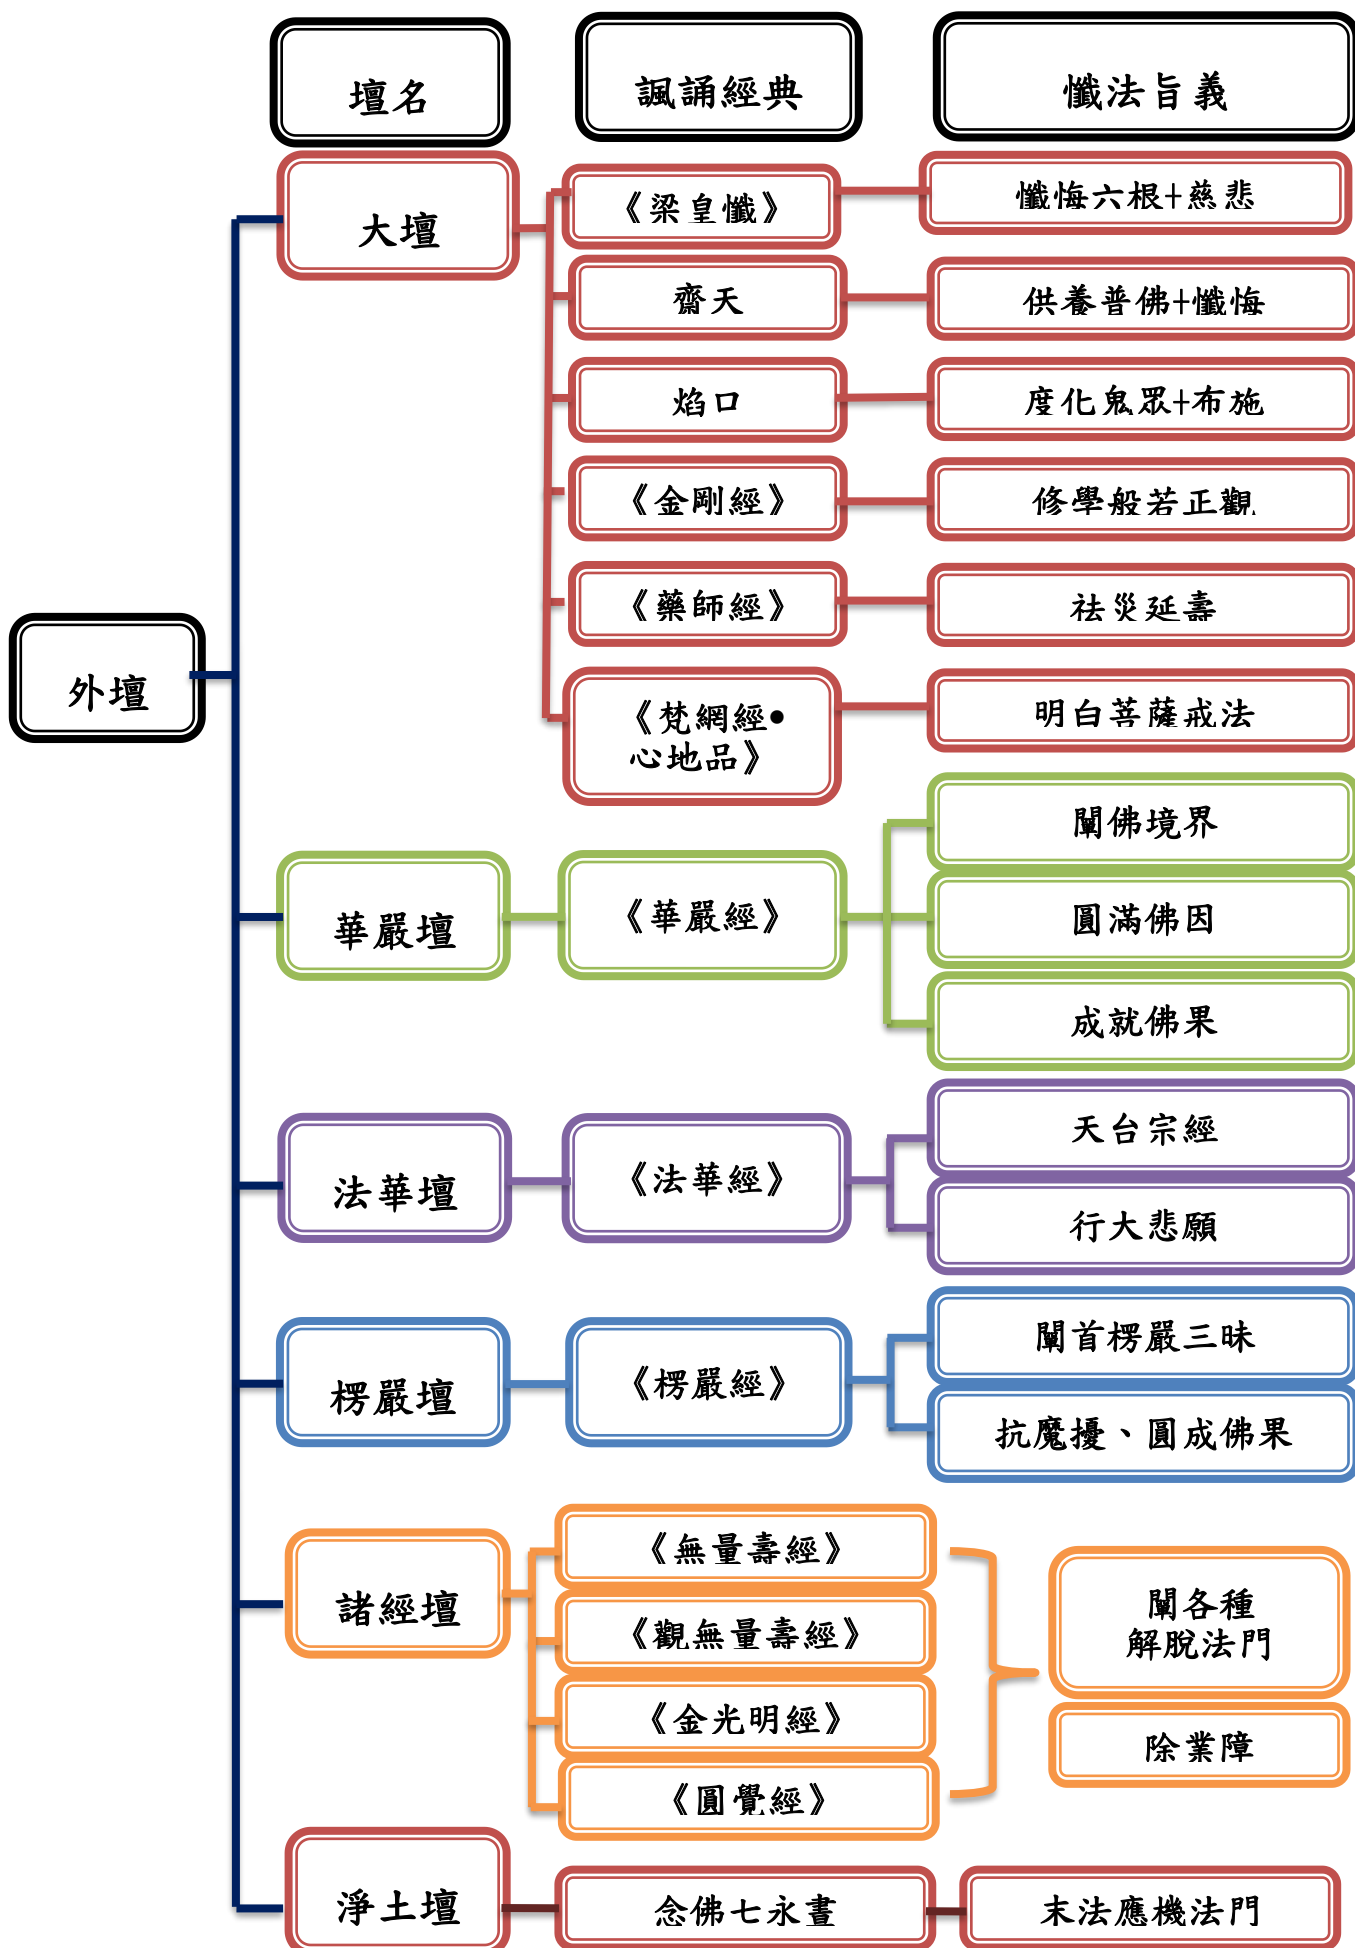 壇名
諷誦經典
懺法旨義
外壇
大壇
《梁皇懺》
懺悔六根+慈悲
齋天
供養普佛+懺悔
焰口
度化鬼眾+布施
《金剛經》
修學般若正觀
《藥師經》
祛災延壽
《梵網經•
心地品》
明白菩薩戒法
華嚴壇
《華嚴經》
闡佛境界
圓滿佛因
成就佛果
法華壇
《法華經》
天台宗經
行大悲願
楞嚴壇
《楞嚴經》
闡首楞嚴三昧
抗魔擾、圓成佛果
諸經壇
《無量壽經》
《觀無量壽經》
《金光明經》
《圓覺經》
闡各種
解脫法門
除業障
淨土壇
念佛七永晝
末法應機法門